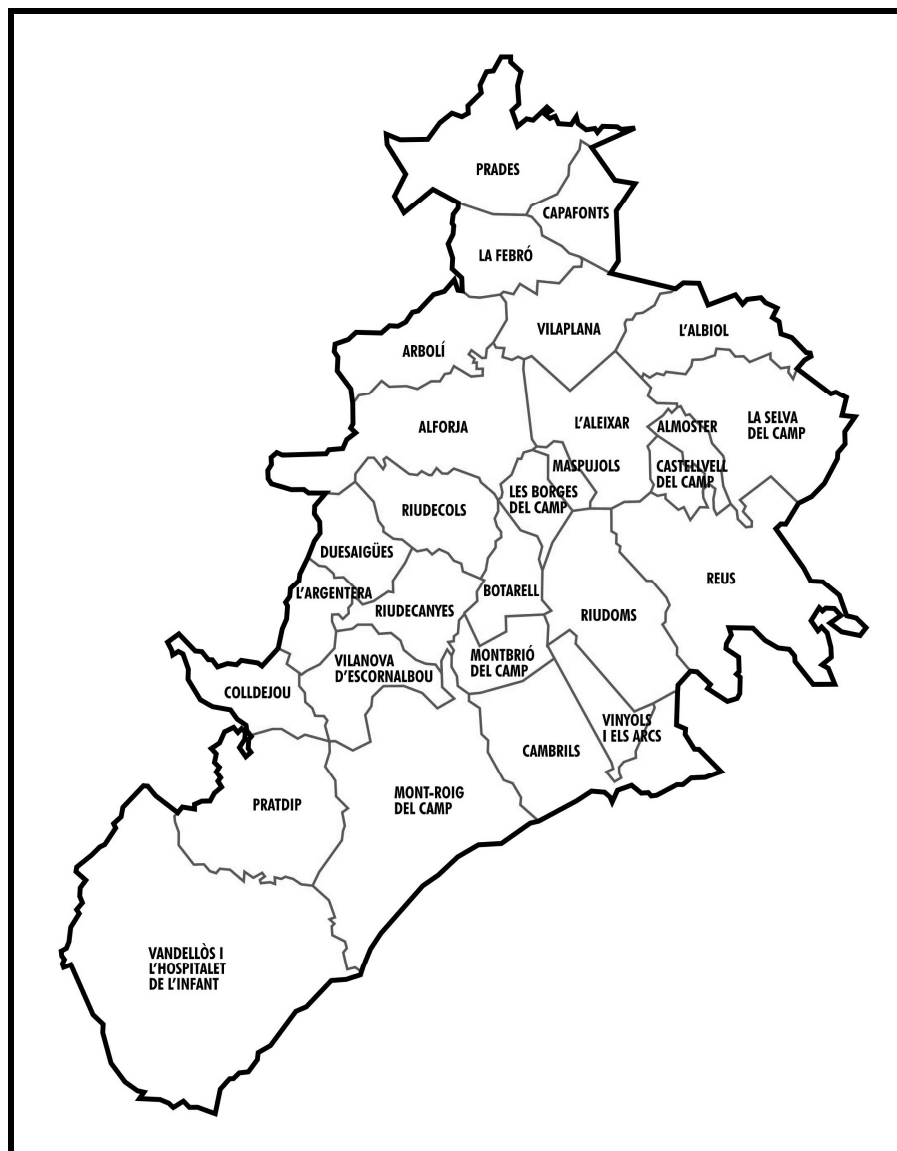 PRADES
CAPAFONTS
LA FEBRÓ
VILAPLANA
L'ALBIOL
ARBOLÍ
ALFORJA
L'ALEIXAR
ALMOSTER
LA SELVA
DEL CAMP
MASPUJOLS
CASTELLVELL
DEL CAMP
LES BORGES
DEL CAMP
RIUDECOLS
DUESAIGÜES
REUS
L'ARGENTERA
RIUDECANYES
BOTARELL
RIUDOMS
VILANOVA
D'ESCORNALBOU
MONTBRIÓ
DEL CAMP
COLLDEJOU
VINYOLS
I ELS ARCS
CAMBRILS
PRATDIP
MONT-ROIG
DEL CAMP
VANDELLÒS I
L'HOSPITALET
DE L'INFANT